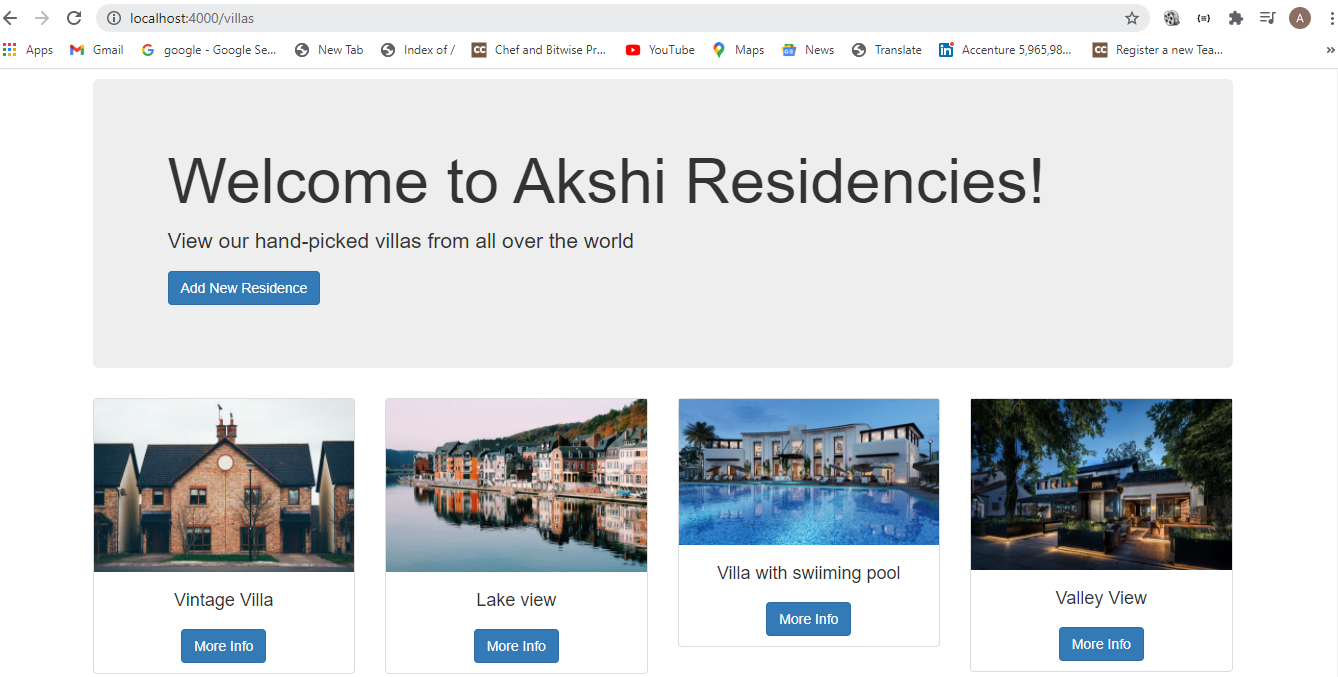 localhost:4000/villas
A
Apps Gmail google - Google Se... New Tab Index of / CC Chef and Bitwise Pr... YouTube Maps News Translate in Accenture 5,965,98... CC Register a new Tea... »
Welcome to Akshi Residencies!
View our hand-picked villas from all over the world
Add New Residence
Vintage Villa
More Info
Lake view
More Info
Villa with swiiming pool
More Info
Valley View
More Info